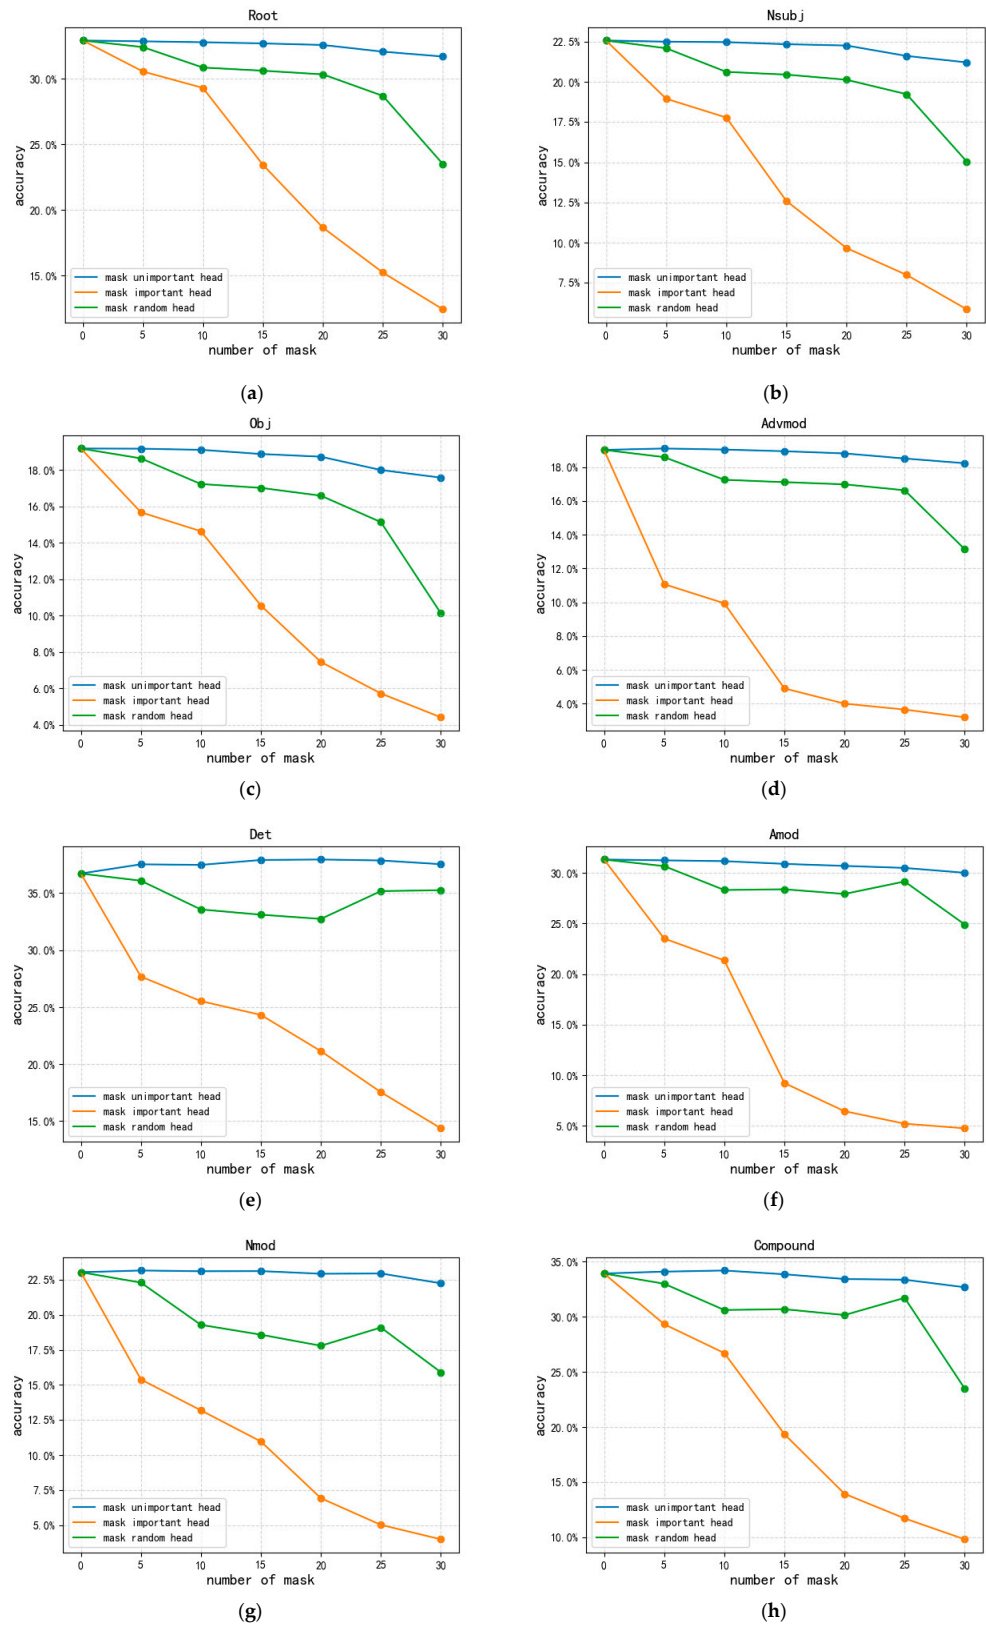 Root
30.0%
25.0%
20.0%
15.0%
accuracy
mask unimportant head
mask important head
mask random head
0 5 10 15 20 25 30
number of mask
(a)
Nsubj
22.5%
20.0%
17.5%
15.0%
12.5%
10.0%
7.5%
accuracy
mask unimportant head
mask important head
mask random head
0 5 10 15 20 25 30
number of mask
(b)
Obj
18.0%
16.0%
14.0%
12.0%
10.0%
8.0%
6.0%
4.0%
accuracy
mask unimportant head
mask important head
mask random head
0 5 10 15 20 25 30
number of mask
(c)
Advmod
18.0%
16.0%
14.0%
12.0%
10.0%
8.0%
6.0%
4.0%
accuracy
mask unimportant head
mask important head
mask random head
0 5 10 15 20 25 30
number of mask
(d)
Det
35.0%
30.0%
25.0%
20.0%
15.0%
accuracy
mask unimportant head
mask important head
mask random head
0 5 10 15 20 25 30
number of mask
(e)
Amod
30.0%
25.0%
20.0%
15.0%
10.0%
5.0%
accuracy
mask unimportant head
mask important head
mask random head
0 5 10 15 20 25 30
number of mask
(f)
Nmod
22.5%
20.0%
17.5%
15.0%
12.5%
10.0%
7.5%
5.0%
accuracy
mask unimportant head
mask important head
mask random head
0 5 10 15 20 25 30
number of mask
(g)
Compound
35.0%
30.0%
25.0%
20.0%
15.0%
10.0%
accuracy
mask unimportant head
mask important head
mask random head
0 5 10 15 20 25 30
number of mask
(h)